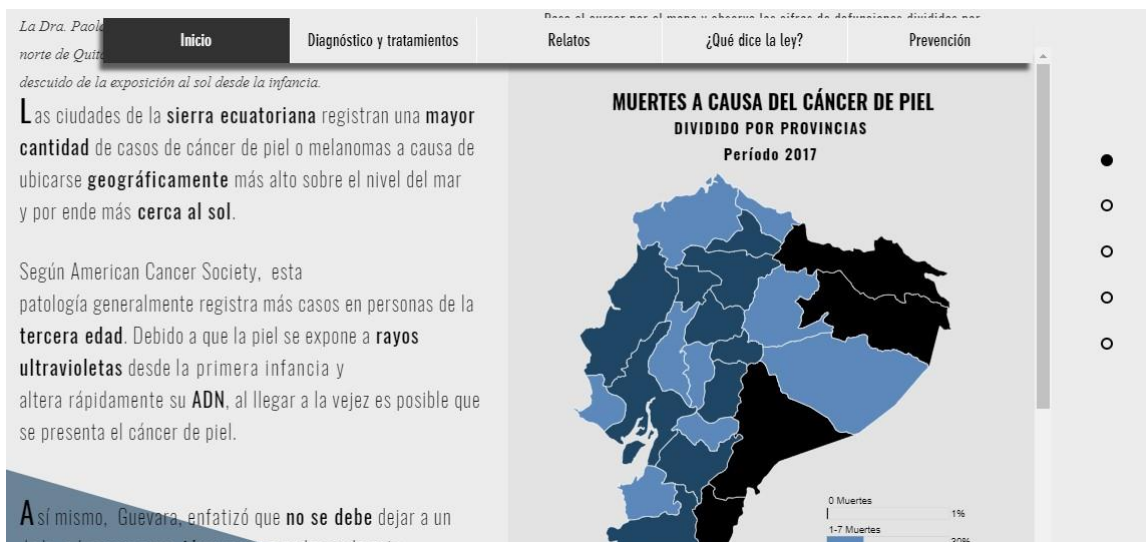 Inicio
Diagnóstico y tratamientos
Relatos
¿Qué dice la ley?
Prevención
La Dra. Paol
norte de Quit
descuido de la exposición al sol desde la infancia.
Las ciudades de la sierra ecuatoriana registran una mayor
cantidad de casos de cáncer de piel o melanomas a causa de
ubicarse geográficamente más alto sobre el nivel del mar
y por ende más cerca al sol.
Según American Cancer Society, esta
patología generalmente registra más casos en personas de la
tercera edad. Debido a que la piel se expone a rayos
ultravioletas desde la primera infancia y
altera rápidamente su ADN, al llegar a la vejez es posible que
se presenta el cáncer de piel.
Así mismo, Guevara, enfatizó que no se debe dejar a un
MUERTES A CAUSA DEL CÁNCER DE PIEL
DIVIDIDO POR PROVINCIAS
Período 2017
0 Muertes
1%
1-7 Muertes
30%